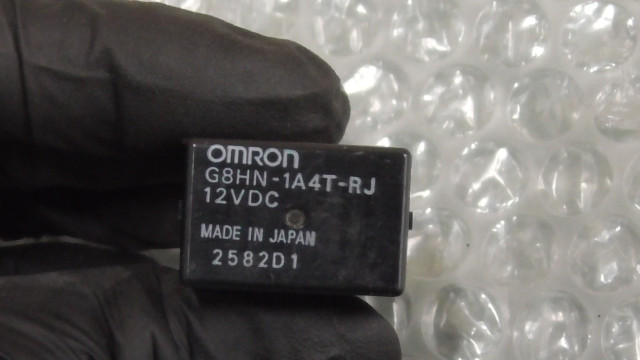 OMRON
G8HN-1A4T-RJ
12VDC
MADE IN JAPAN
2582D1